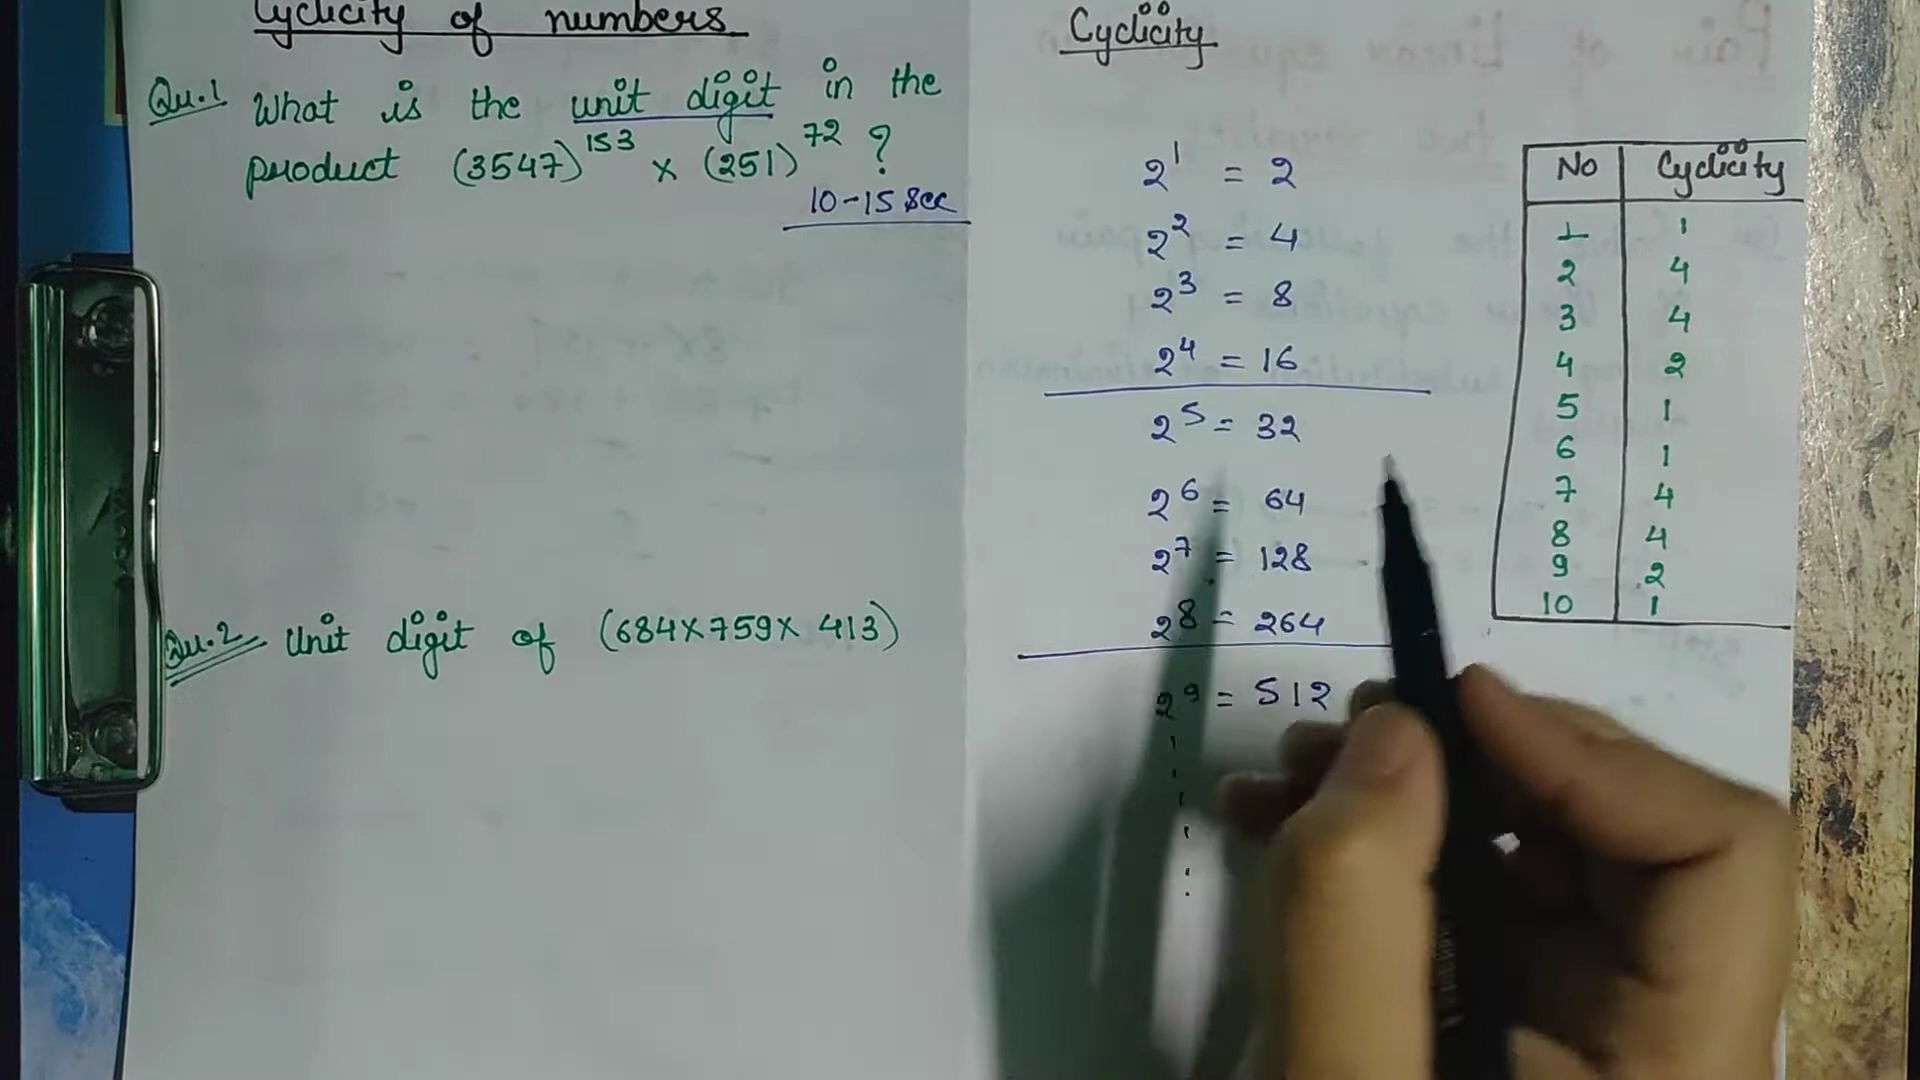 Cyclicity of numbers
Qu.1 What is the unit digit in the
product (3547)^153 × (251)^72 ?
10-15 Sec
Qu.2 Unit digit of (684×759×413)
Cyclicity
2^1 = 2
2^2 = 4
2^3 = 8
2^4 = 16
2^5 = 32
2^6 = 64
2^7 = 128
2^8 = 264
2^9 = 512
No Cyclicity
1 1
2 4
3 4
4 2
5 1
6 1
7 4
8 4
9 2
10 1